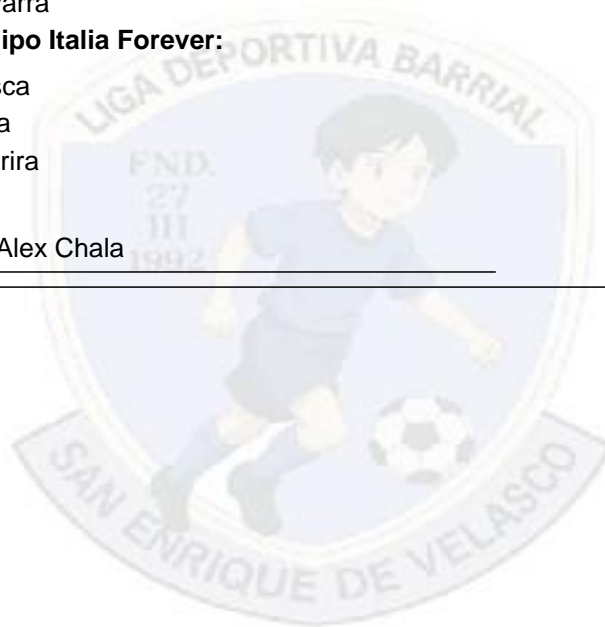 arra
ipo Italia Forever:
sca
a
rira
Alex Chala
LIGA DEPORTIVA BARRIAL
FND.
27
III
1992
SAN ENRIQUE DE VELASCO